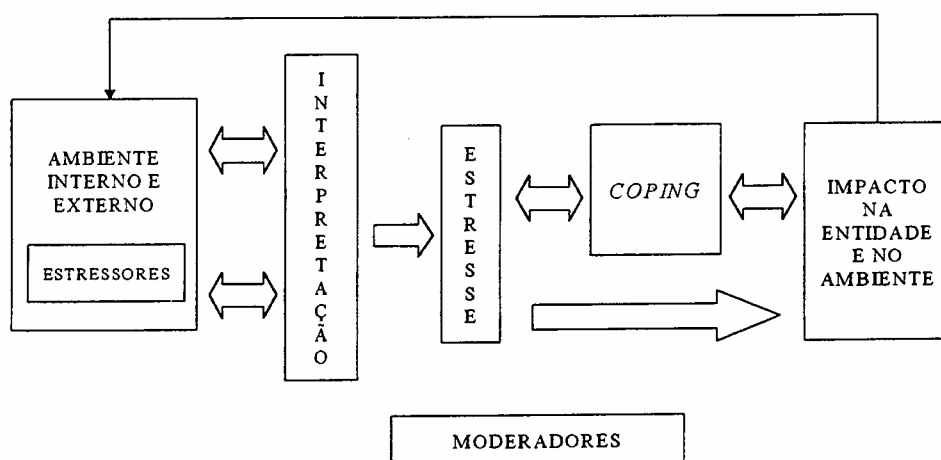 AMBIENTE
INTERNO E
EXTERNO
ESTRESSORES
INTERPRETAÇÃO
ESTRESSE
COPING
IMPACTO
NA
ENTIDADE
E NO
AMBIENTE
MODERADORES